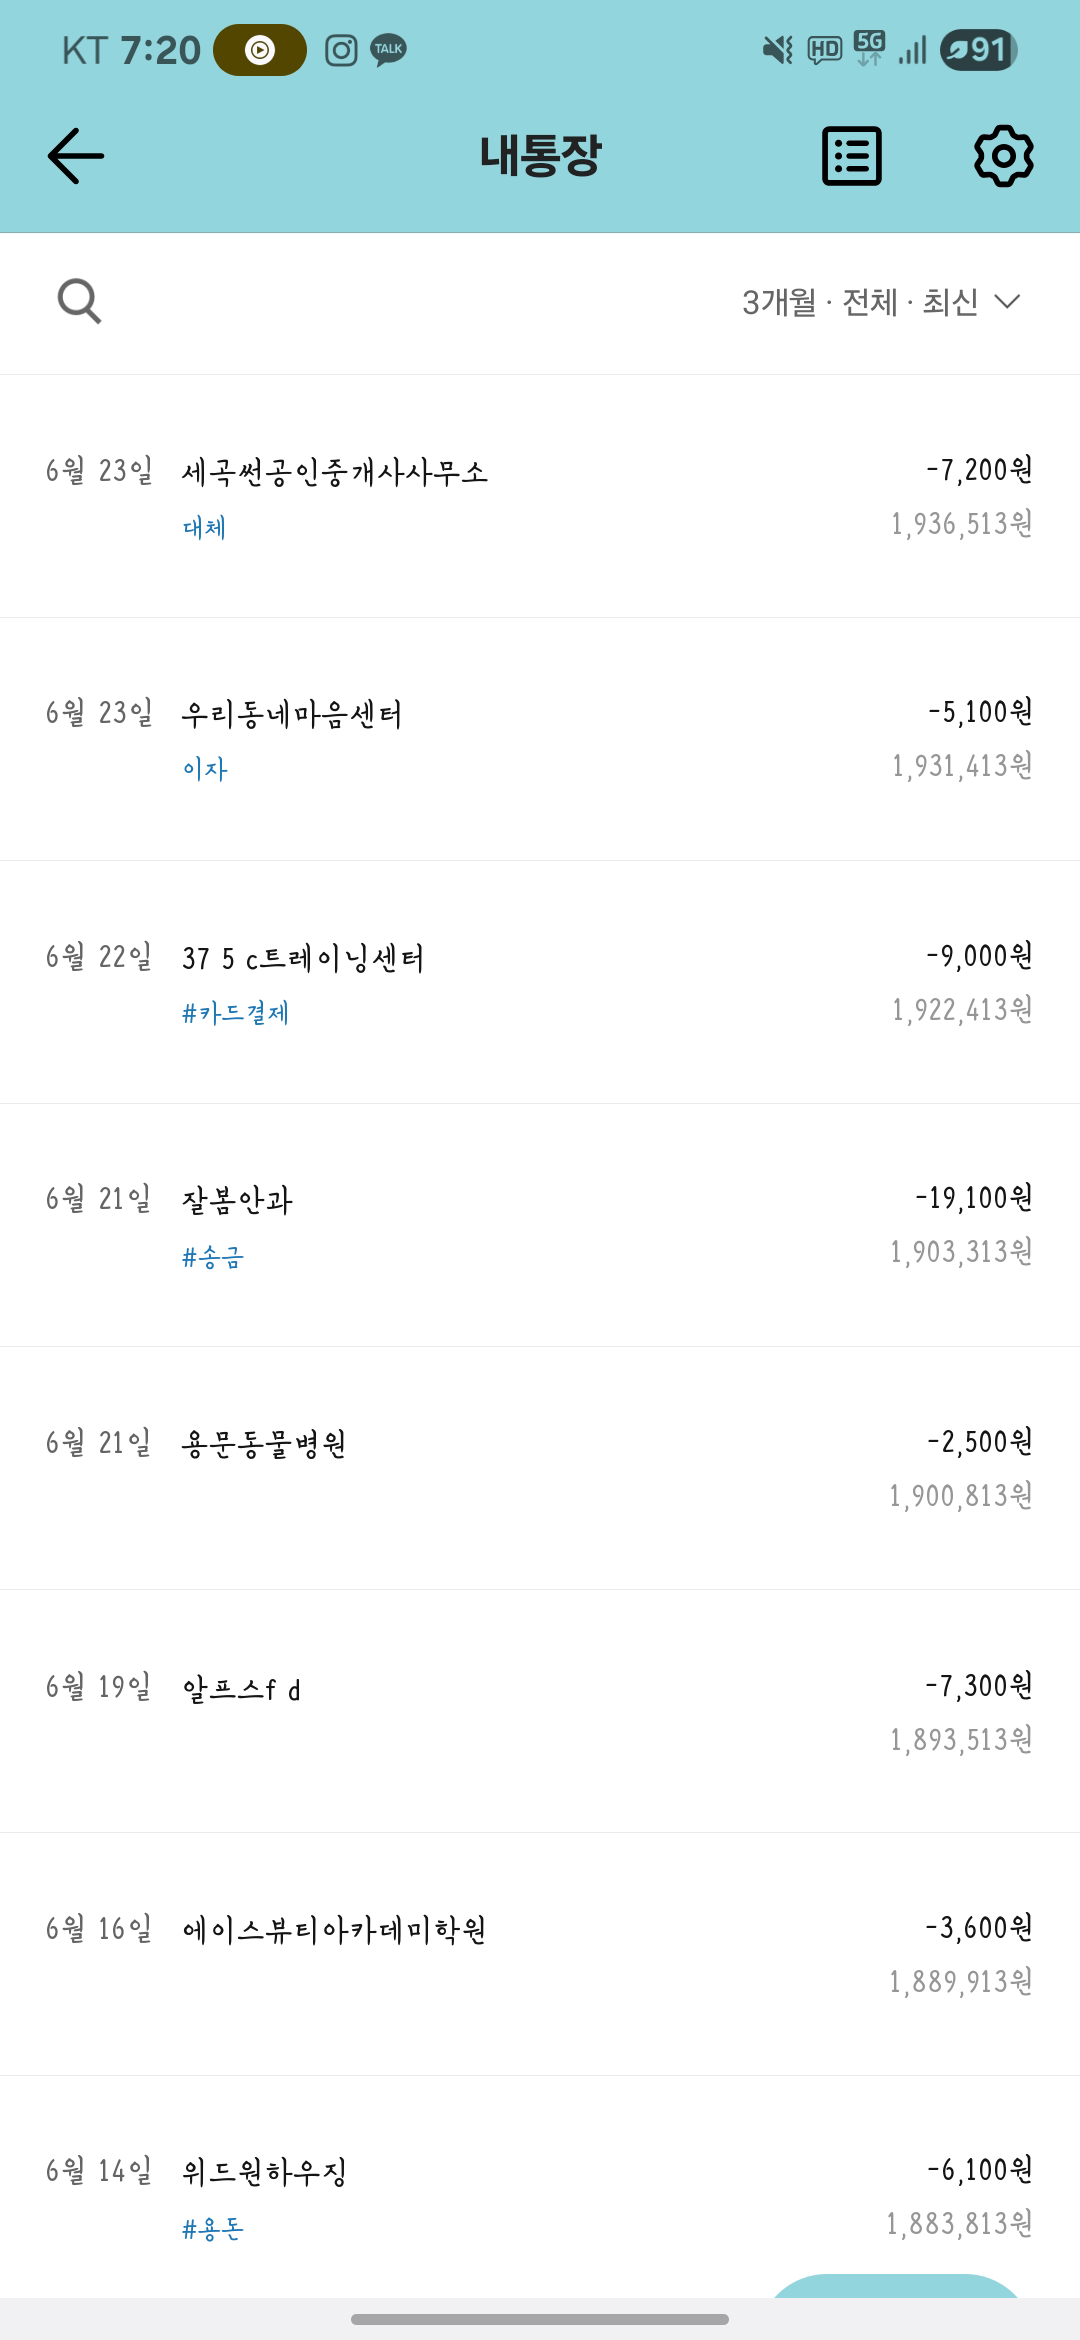 KT 7:20 TALK HD 5G 91
내통장
3개월 · 전체 · 최신
6월 23일 세곡썬공인중개사사무소 -7,200원
대체 1,936,513원
6월 23일 우리동네마음센터 -5,100원
이자 1,931,413원
6월 22일 37 5 c트레이닝센터 -9,000원
#카드결제 1,922,413원
6월 21일 잘봄안과 -19,100원
#송금 1,903,313원
6월 21일 용문동물병원 -2,500원
1,900,813원
6월 19일 알프스f d -7,300원
1,893,513원
6월 16일 에이스뷰티아카데미학원 -3,600원
1,889,913원
6월 14일 위드원하우징 -6,100원
#용돈 1,883,813원